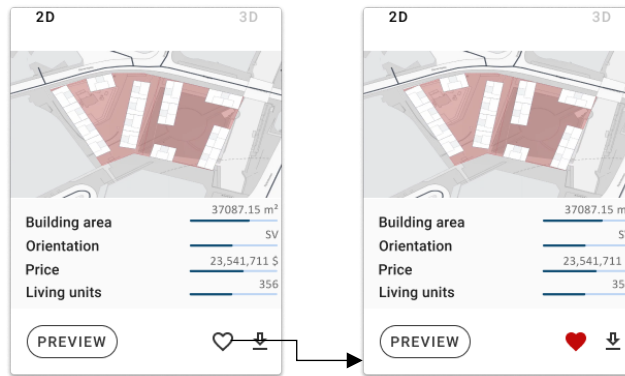 2D 3D
37087.15 m²
Building area
SV
Orientation
23,541,711 $
Price
356
Living units
PREVIEW
2D 3D
37087.15 m
Building area
Orientation
23,541,711
Price
35
Living units
PREVIEW